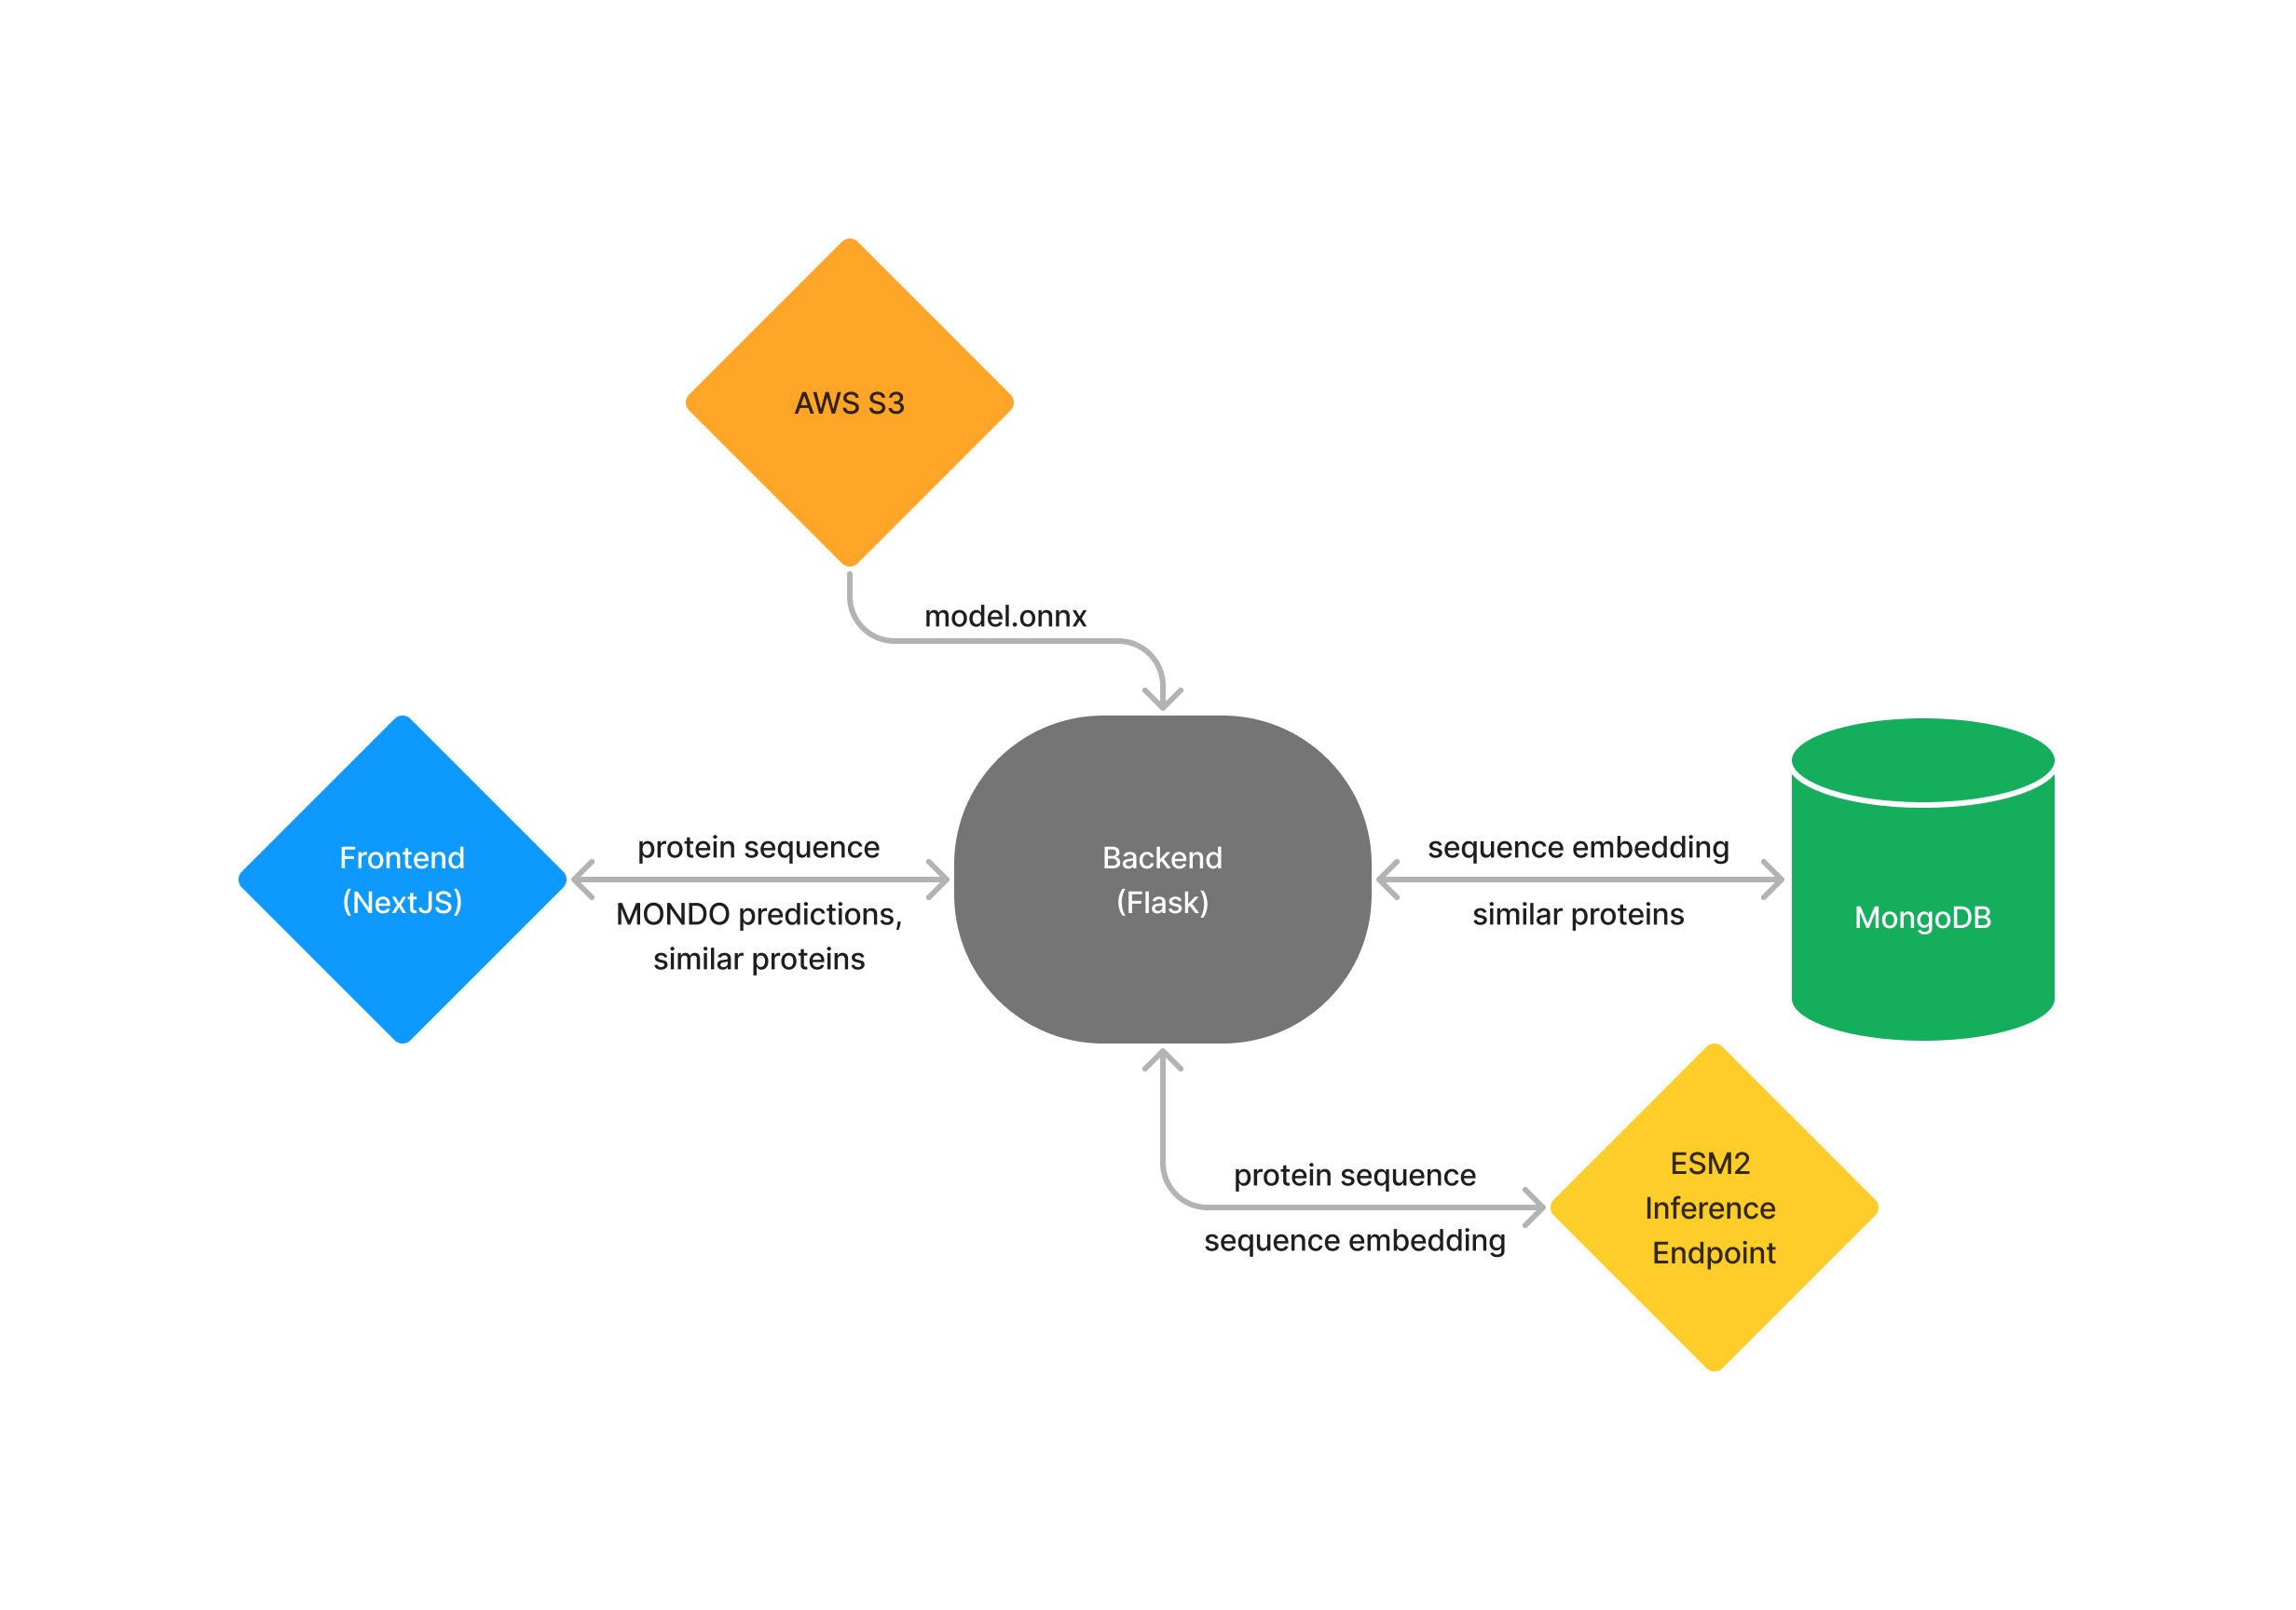 AWS S3
model.onnx
Frontend
(NextJS)
protein sequence
MONDO predictions,
similar proteins
Backend
(Flask)
sequence embedding
similar proteins
MongoDB
protein sequence
sequence embedding
ESM2
Inference
Endpoint